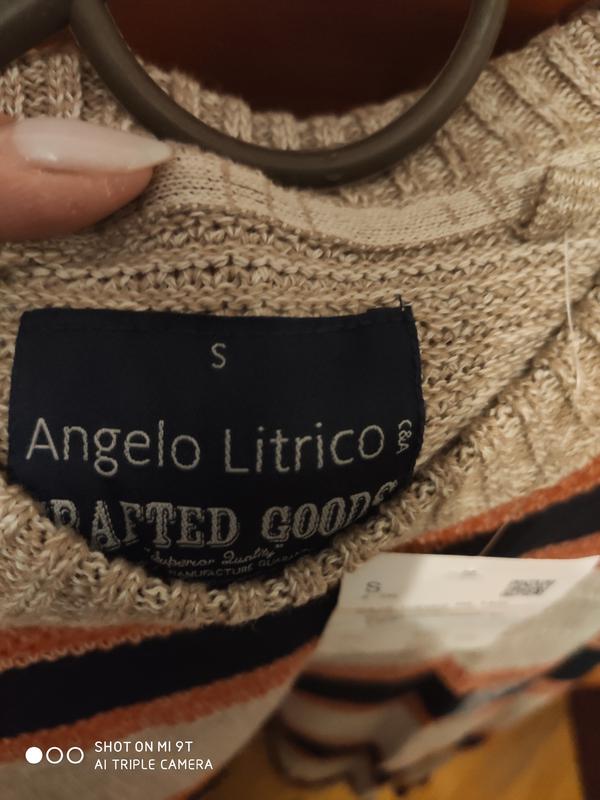 S
Angelo Litrico C&A
CRAFTED GOODS
"Superior Quality"
MANUFACTURE
S
SHOT ON MI 9T
AI TRIPLE CAMERA